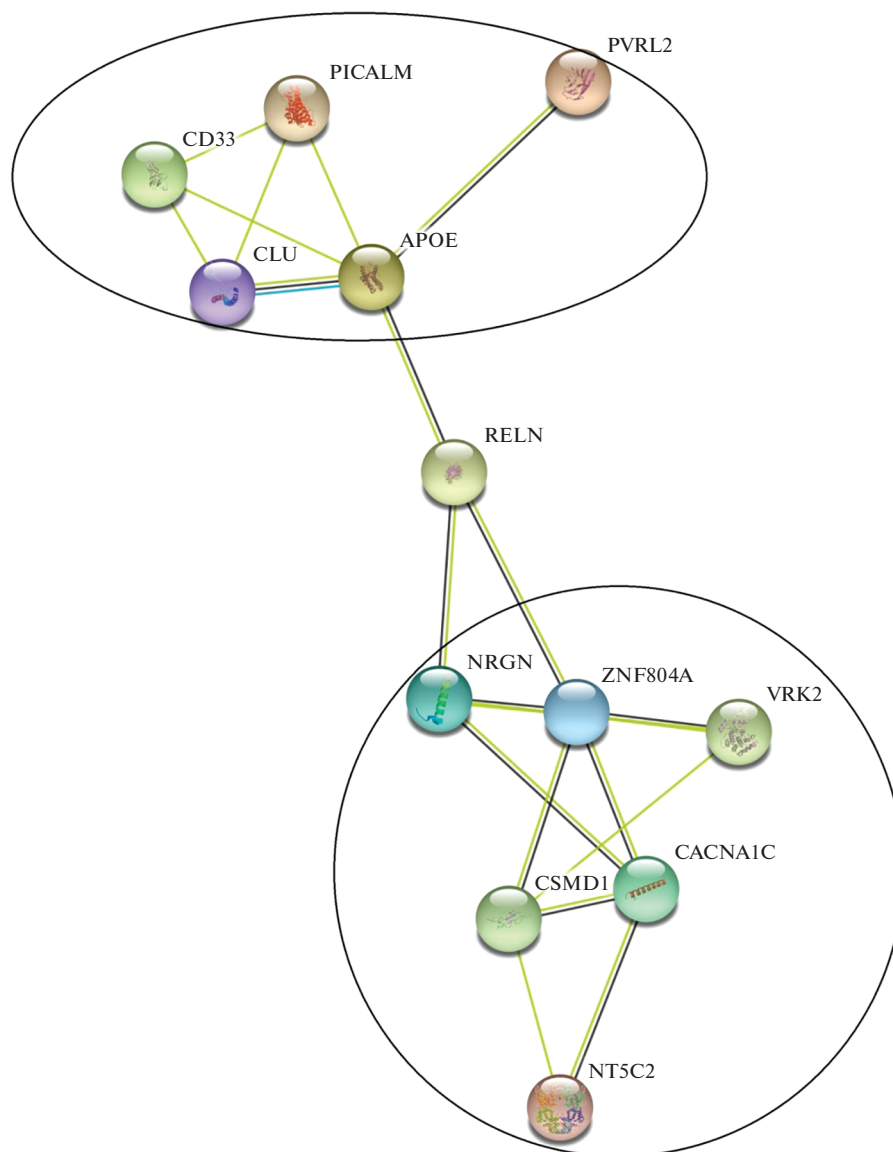 PVRL2
PICALM
CD33
APOE
CLU
RELN
NRGN
ZNF804A
VRK2
CACNA1C
CSMD1
NT5C2